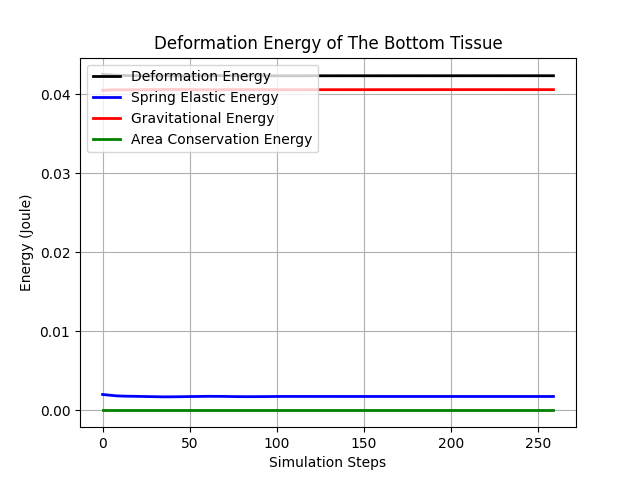 Deformation Energy of The Bottom Tissue
Deformation Energy
Spring Elastic Energy
Gravitational Energy
Area Conservation Energy
Energy (Joule)
0.04
0.03
0.02
0.01
0.00
0 50 100 150 200 250
Simulation Steps